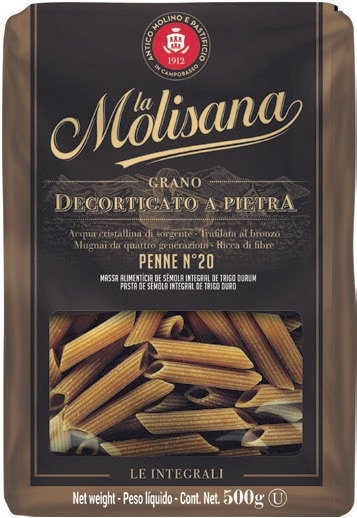 ANTICO MOLINO E PASTIFICIO
1912
IN CAMPOBASSO
la
Molisana
GRANO
DECORTICATO A PIETRA
Acqua cristallina di sorgente - Trafilata al bronzo
Mugnai da quattro generazioni - Ricca di fibre
PENNE N°20
MASSA ALIMENTÍCIA DE SÊMOLA INTEGRAL DE TRIGO DURUM
PASTA DE SÉMOLA INTEGRAL DE TRIGO DURO
LE INTEGRALI
Net weight - Peso líquido - Cont. Net. 500g U